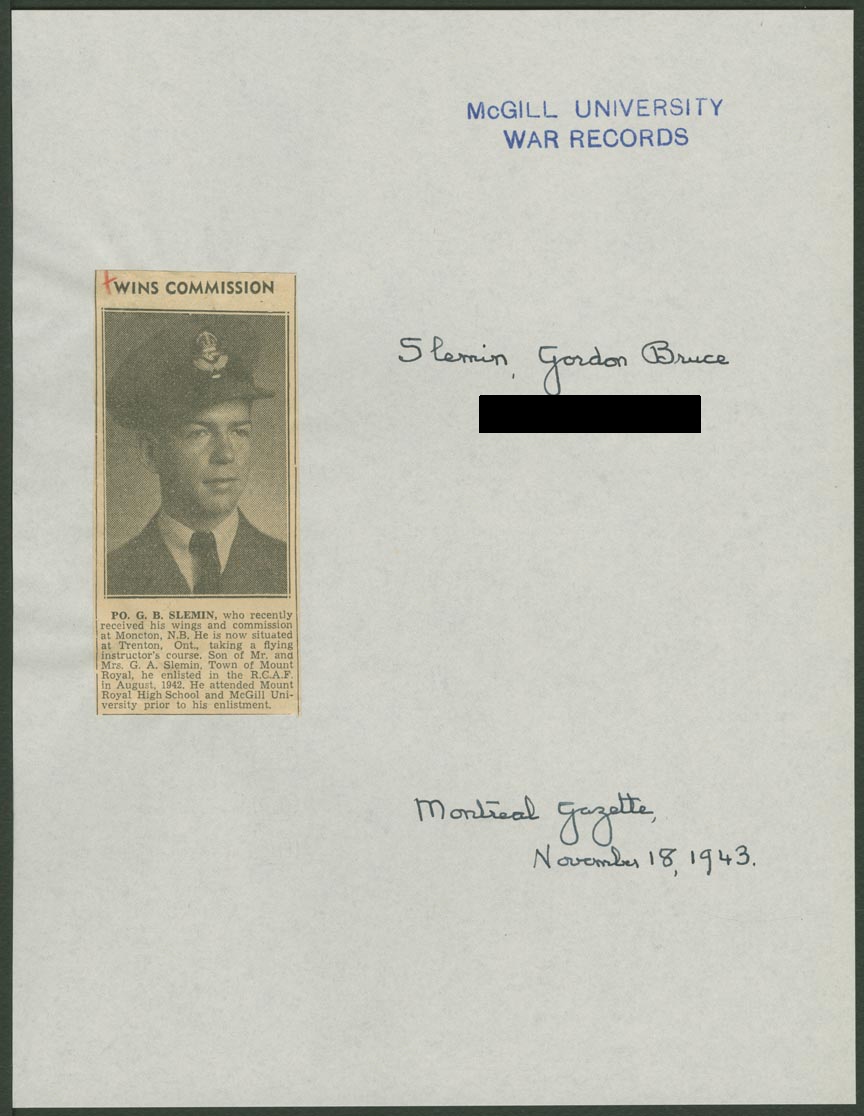 McGILL UNIVERSITY
WAR RECORDS
WINS COMMISSION
Slemin, Gordon Bruce
PO. G. B. SLEMIN, who recently
received his wings and commission
at Moncton, N.B. He is now situated
at Trenton, Ont., taking a flying
instructor's course. Son of Mr. and
Mrs. G. A. Slemin, Town of Mount
Royal, he enlisted in the R.C.A.F.
in August, 1942. He attended Mount
Royal High School and McGill Uni-
versity prior to his enlistment.
Montreal Gazette,
November 18, 1943.